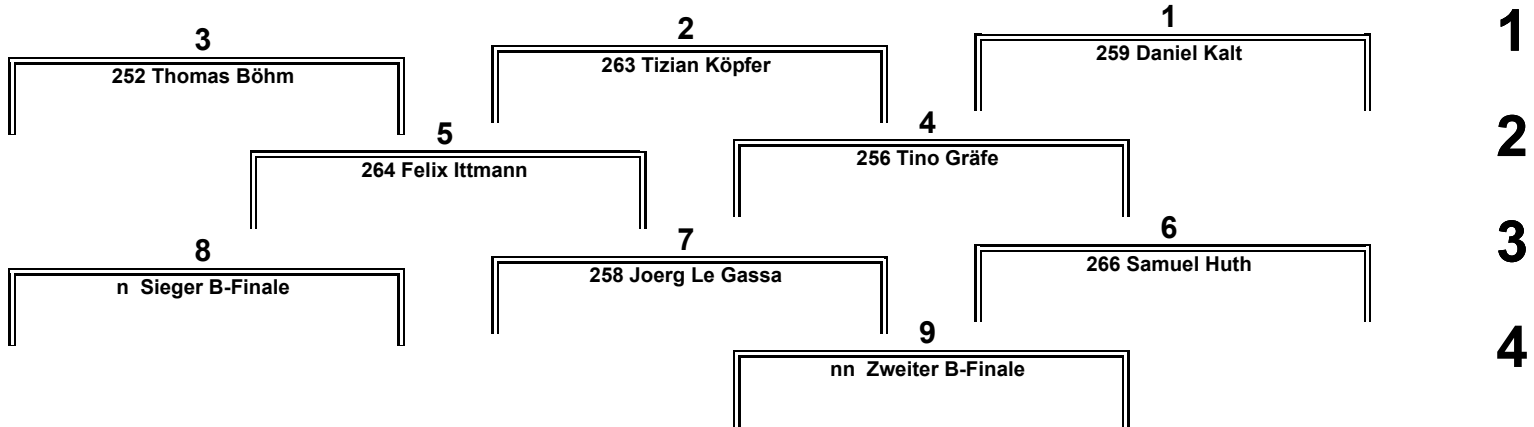 3 2 1 1
252 Thomas Böhm 263 Tizian Köpfer 259 Daniel Kalt
5 4 2
264 Felix Ittmann 256 Tino Gräfe
8 7 6 3
n Sieger B-Finale 258 Joerg Le Gassa 266 Samuel Huth
9 4
nn Zweiter B-Finale